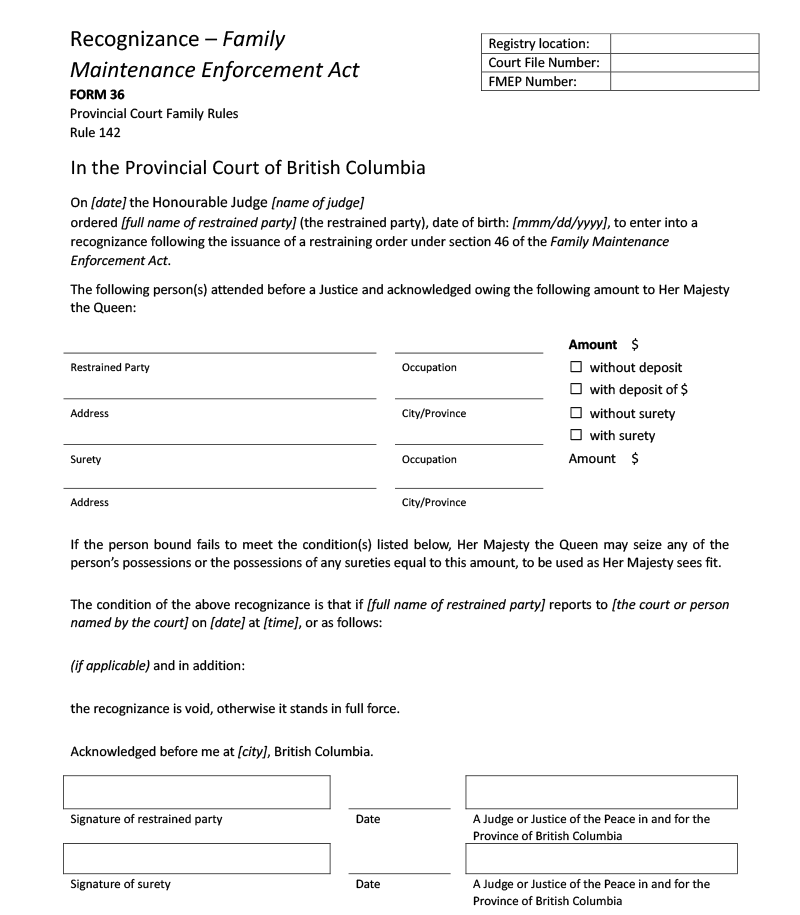 Recognizance – Family
Maintenance Enforcement Act
FORM 36
Provincial Court Family Rules
Rule 142
Registry location:
Court File Number:
FMEP Number:
In the Provincial Court of British Columbia
On [date] the Honourable Judge [name of judge]
ordered [full name of restrained party] (the restrained party), date of birth: [mmm/dd/yyyy], to enter into a
recognizance following the issuance of a restraining order under section 46 of the Family Maintenance
Enforcement Act.
The following person(s) attended before a Justice and acknowledged owing the following amount to Her Majesty
the Queen:
Amount $
Restrained Party Occupation ☐ without deposit
☐ with deposit of $
Address City/Province ☐ without surety
☐ with surety
Surety Occupation Amount $
Address City/Province
If the person bound fails to meet the condition(s) listed below, Her Majesty the Queen may seize any of the
person's possessions or the possessions of any sureties equal to this amount, to be used as Her Majesty sees fit.
The condition of the above recognizance is that if [full name of restrained party] reports to [the court or person
named by the court] on [date] at [time], or as follows:
(if applicable) and in addition:
the recognizance is void, otherwise it stands in full force.
Acknowledged before me at [city], British Columbia.
Signature of restrained party Date A Judge or Justice of the Peace in and for the
Province of British Columbia
Signature of surety Date A Judge or Justice of the Peace in and for the
Province of British Columbia